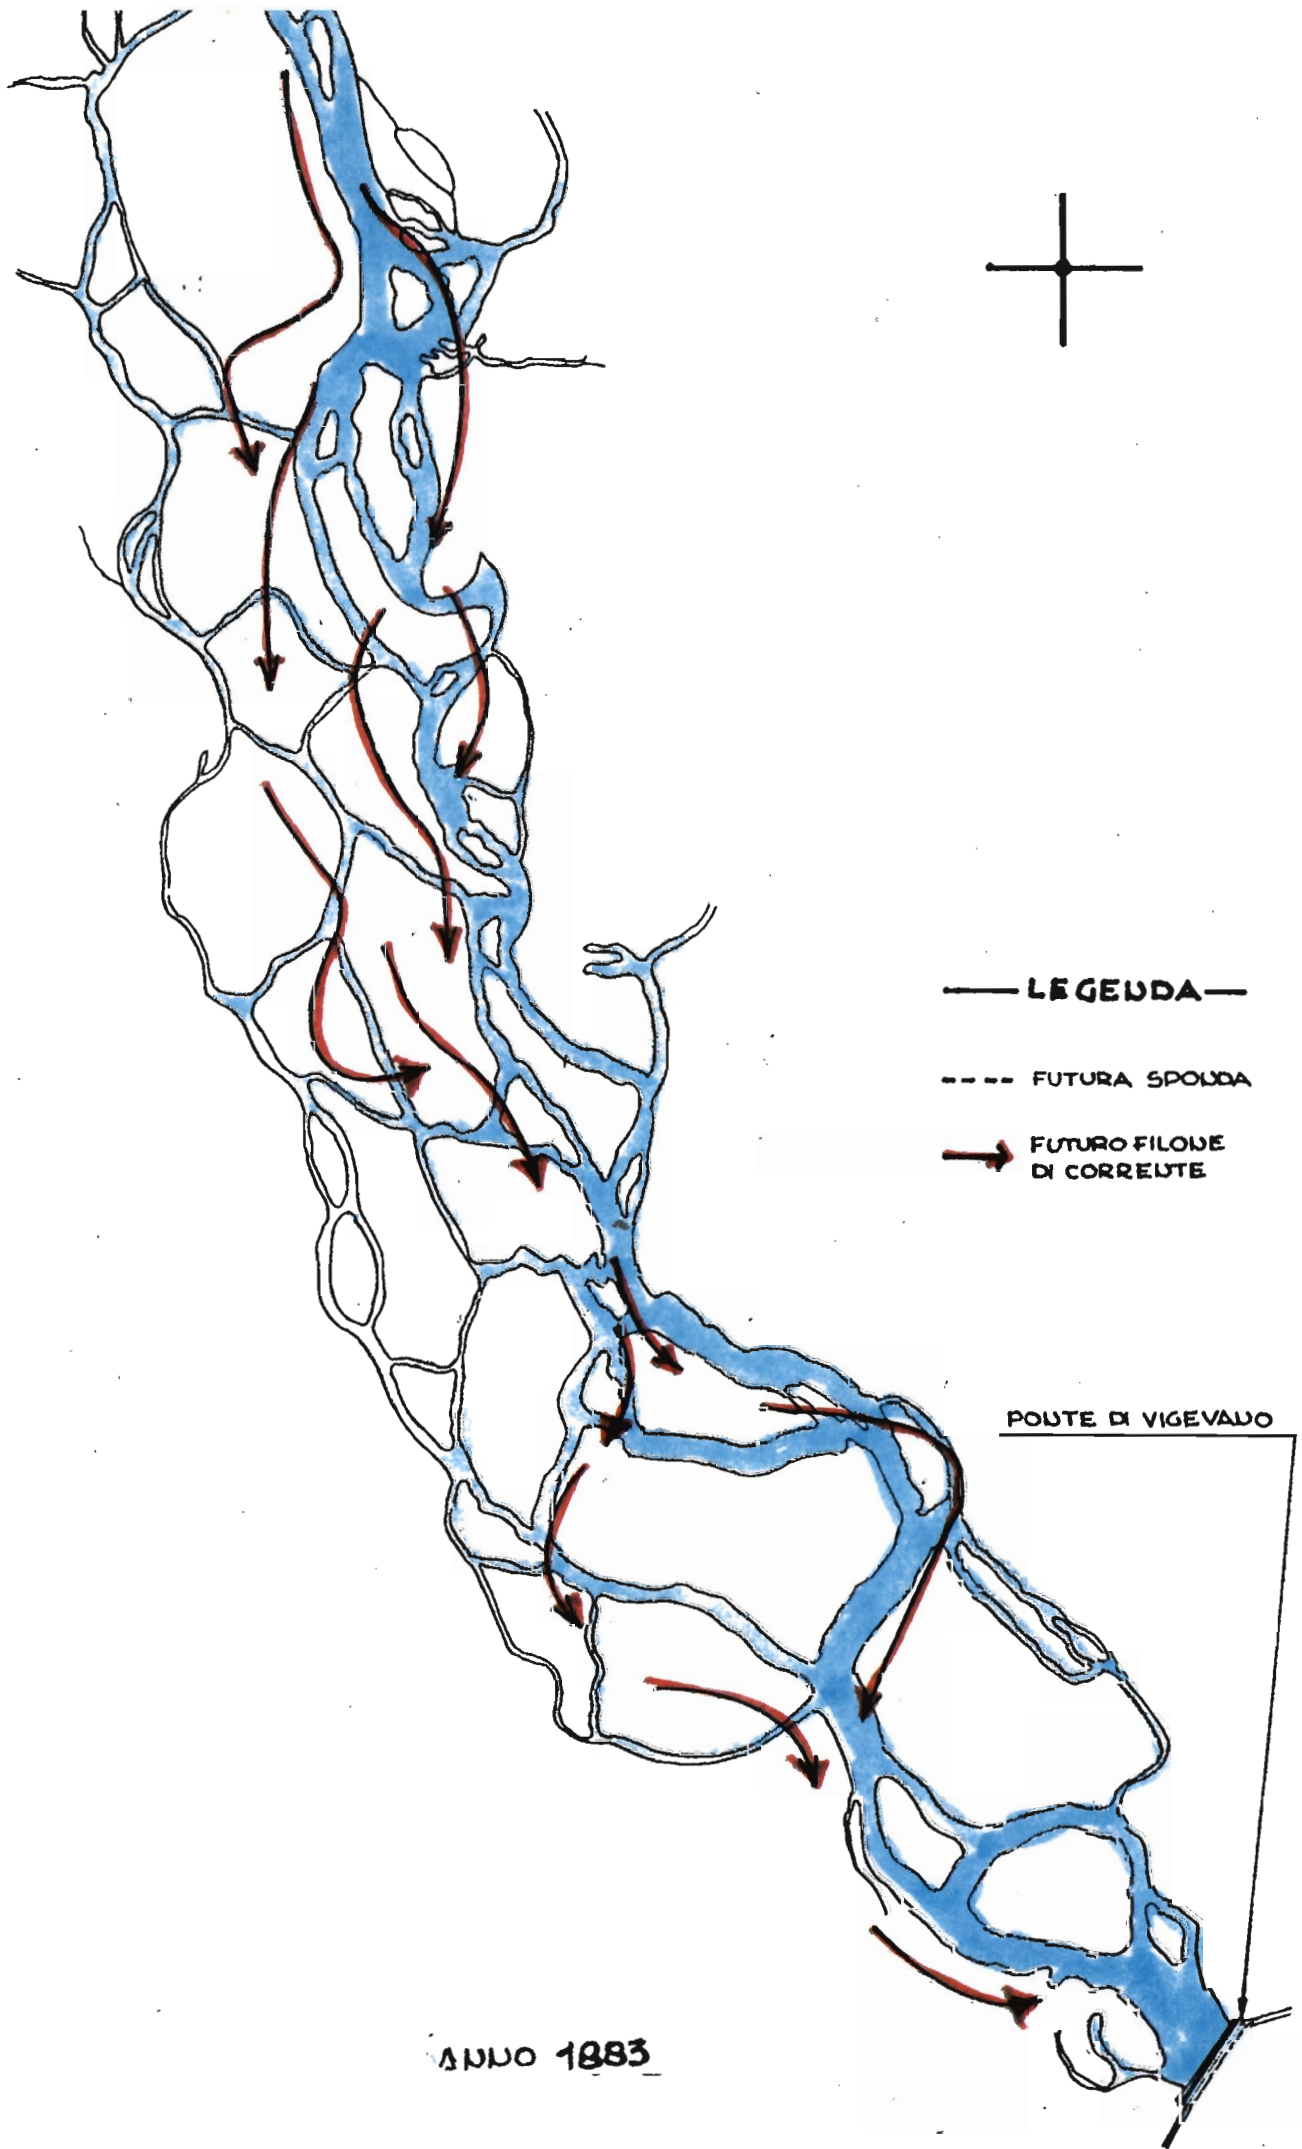 LEGENDA
FUTURA SPONDA
FUTURO FILONE
DI CORRENTE
PONTE DI VIGEVANO
ANNO 1883